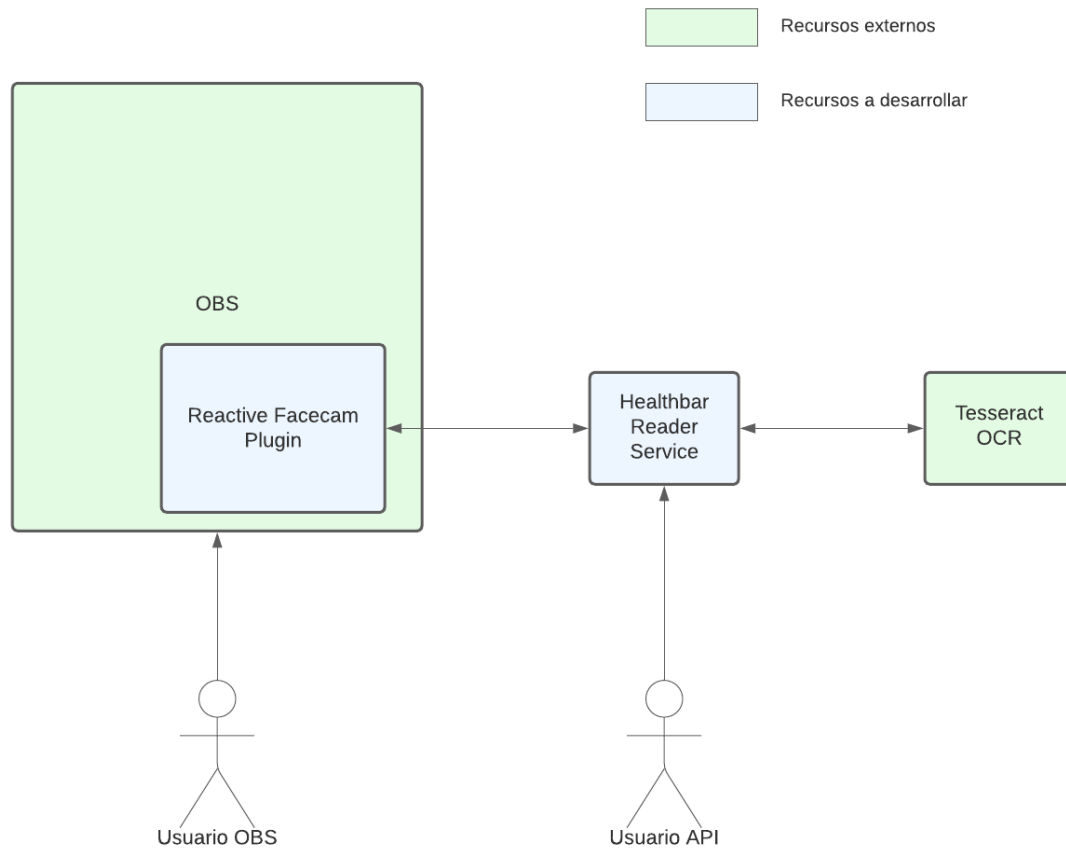 Recursos externos
Recursos a desarrollar
OBS
Reactive Facecam
Plugin
Healthbar
Reader
Service
Tesseract
OCR
Usuario OBS
Usuario API